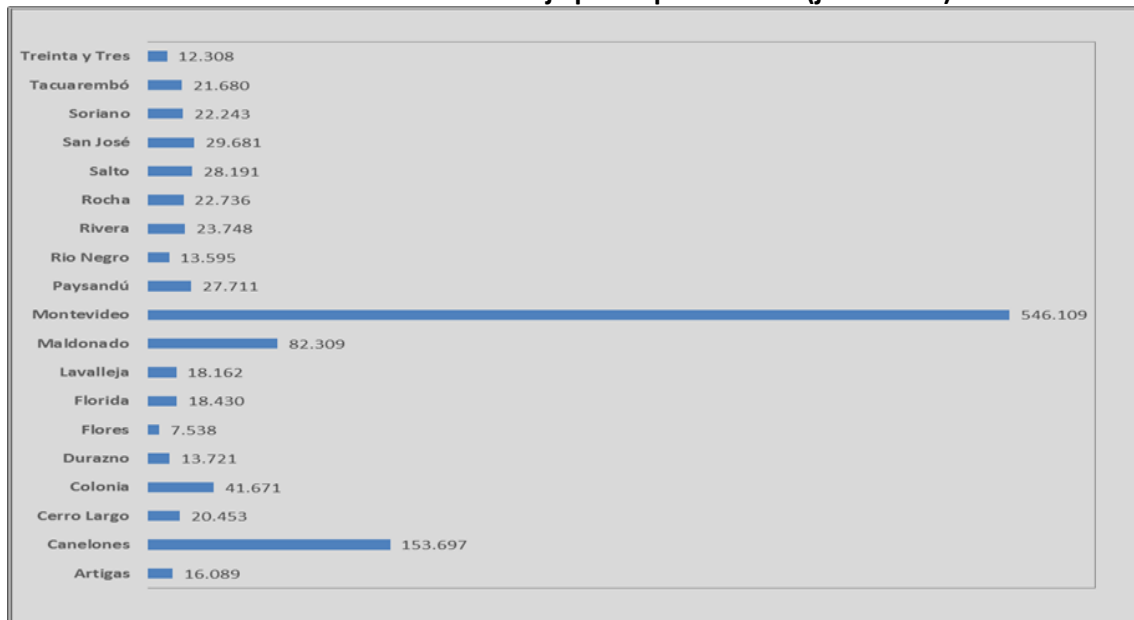 Treinta y Tres 12.308
Tacuarembó 21.680
Soriano 22.243
San José 29.681
Salto 28.191
Rocha 22.736
Rivera 23.748
Rio Negro 13.595
Paysandú 27.711
Montevideo 546.109
Maldonado 82.309
Lavalleja 18.162
Florida 18.430
Flores 7.538
Durazno 13.721
Colonia 41.671
Cerro Largo 20.453
Canelones 153.697
Artigas 16.089